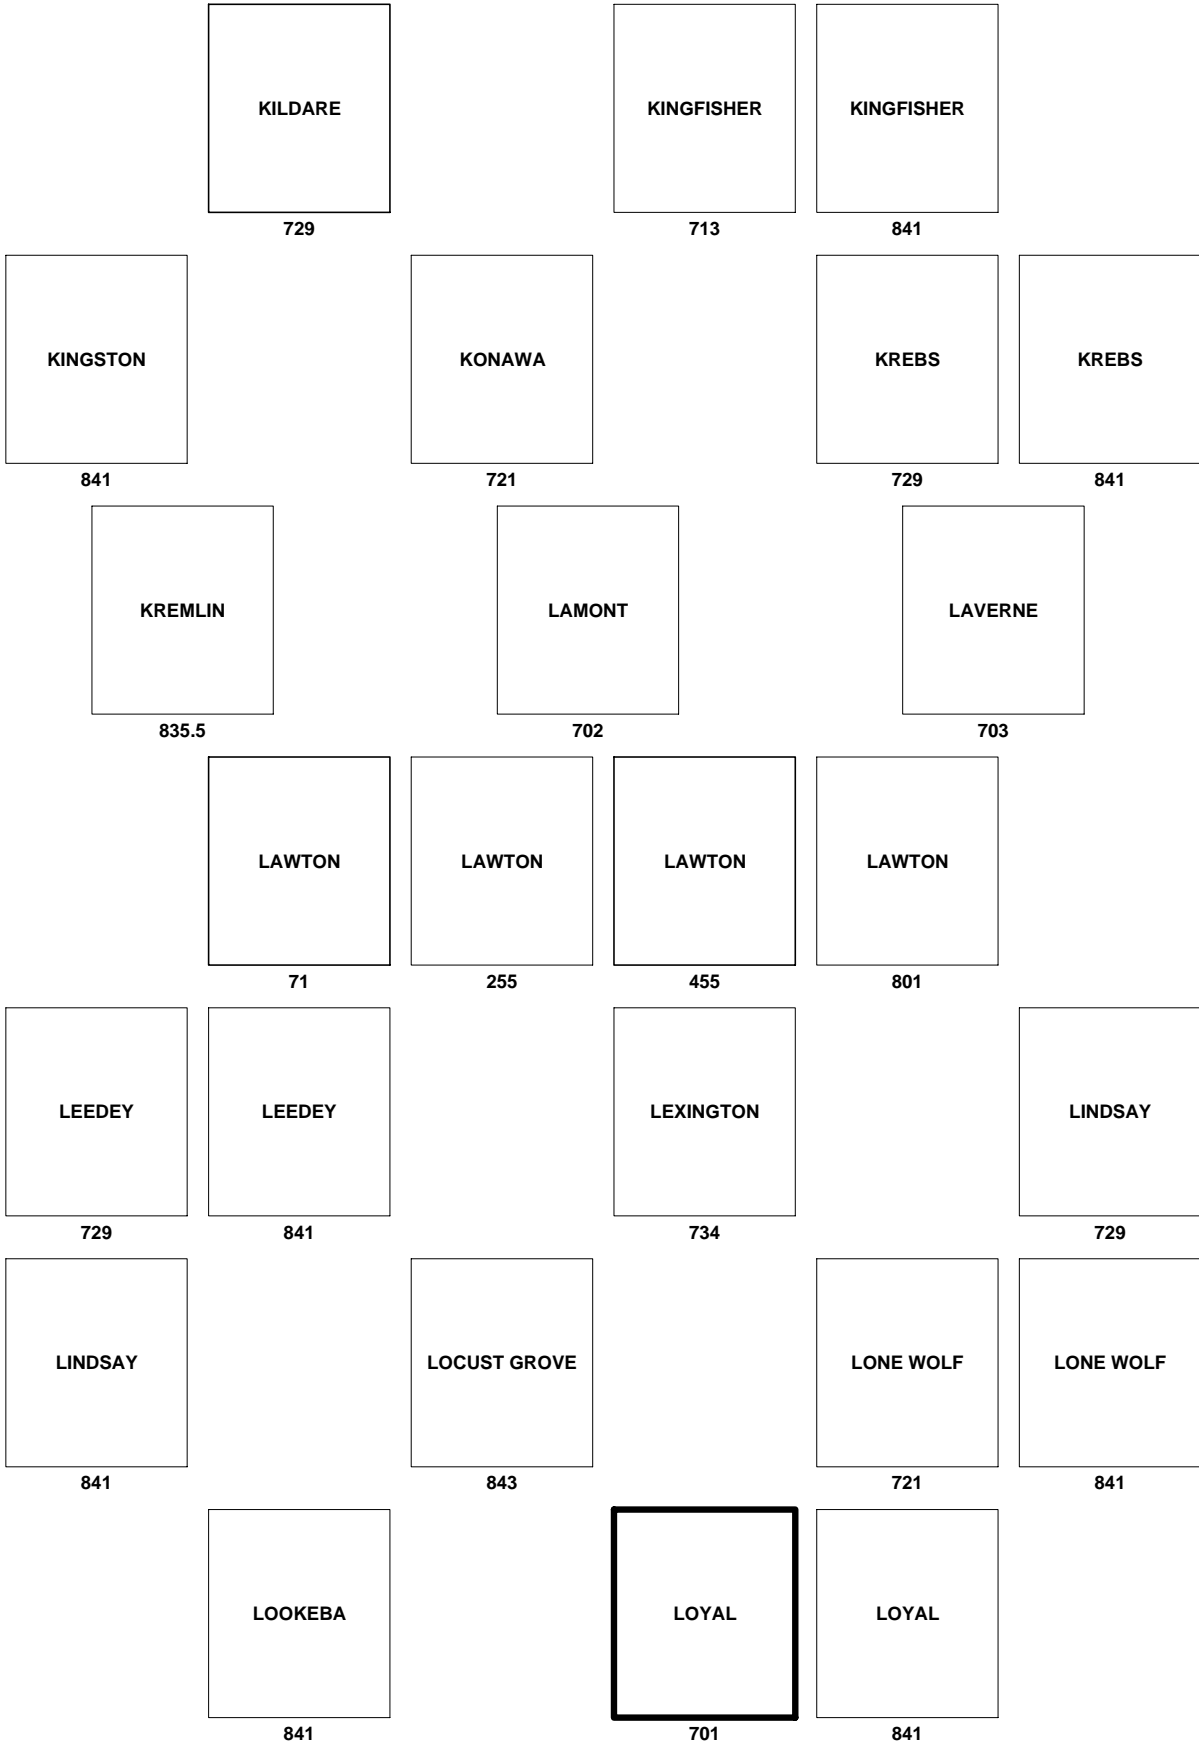 KILDARE KINGFISHER KINGFISHER
729 713 841
KINGSTON KONAWA KREBS KREBS
841 721 729 841
KREMLIN LAMONT LAVERNE
835.5 702 703
LAWTON LAWTON LAWTON LAWTON
71 255 455 801
LEEDEY LEEDEY LEXINGTON LINDSAY
729 841 734 729
LINDSAY LOCUST GROVE LONE WOLF LONE WOLF
841 843 721 841
LOOKEBA LOYAL LOYAL
841 701 841